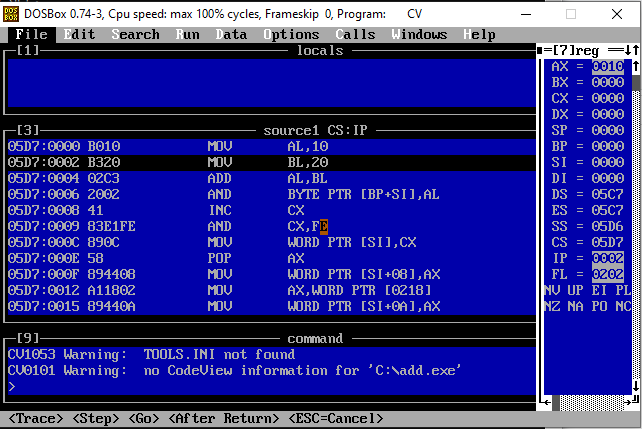 DOSBox 0.74-3, Cpu speed: max 100% cycles, Frameskip 0, Program: CV
File Edit Search Run Data Options Calls Windows Help
[1] locals
[3] source1 CS:IP
05D7:0000 B010 MOV AL,10
05D7:0002 B320 MOV BL,20
05D7:0004 02C3 ADD AL,BL
05D7:0006 2002 AND BYTE PTR [BP+SI],AL
05D7:0008 41 INC CX
05D7:0009 83E1FE AND CX,FE
05D7:000C 890C MOV WORD PTR [SI],CX
05D7:000E 58 POP AX
05D7:000F 894408 MOV WORD PTR [SI+08],AX
05D7:0012 A11802 MOV AX,WORD PTR [0218]
05D7:0015 89440A MOV WORD PTR [SI+0A],AX
[9] command
CV1053 Warning: TOOLS.INI not found
CV0101 Warning: no CodeView information for 'C:\add.exe'
>
[7]reg
AX = 0010
BX = 0000
CX = 0000
DX = 0000
SP = 0000
BP = 0000
SI = 0000
DI = 0000
DS = 05C7
ES = 05C7
SS = 05D6
CS = 05D7
IP = 0002
FL = 0202
NV UP EI PL
NZ NA PO NC
<Trace> <Step> <Go> <After Return> <ESC=Cancel>